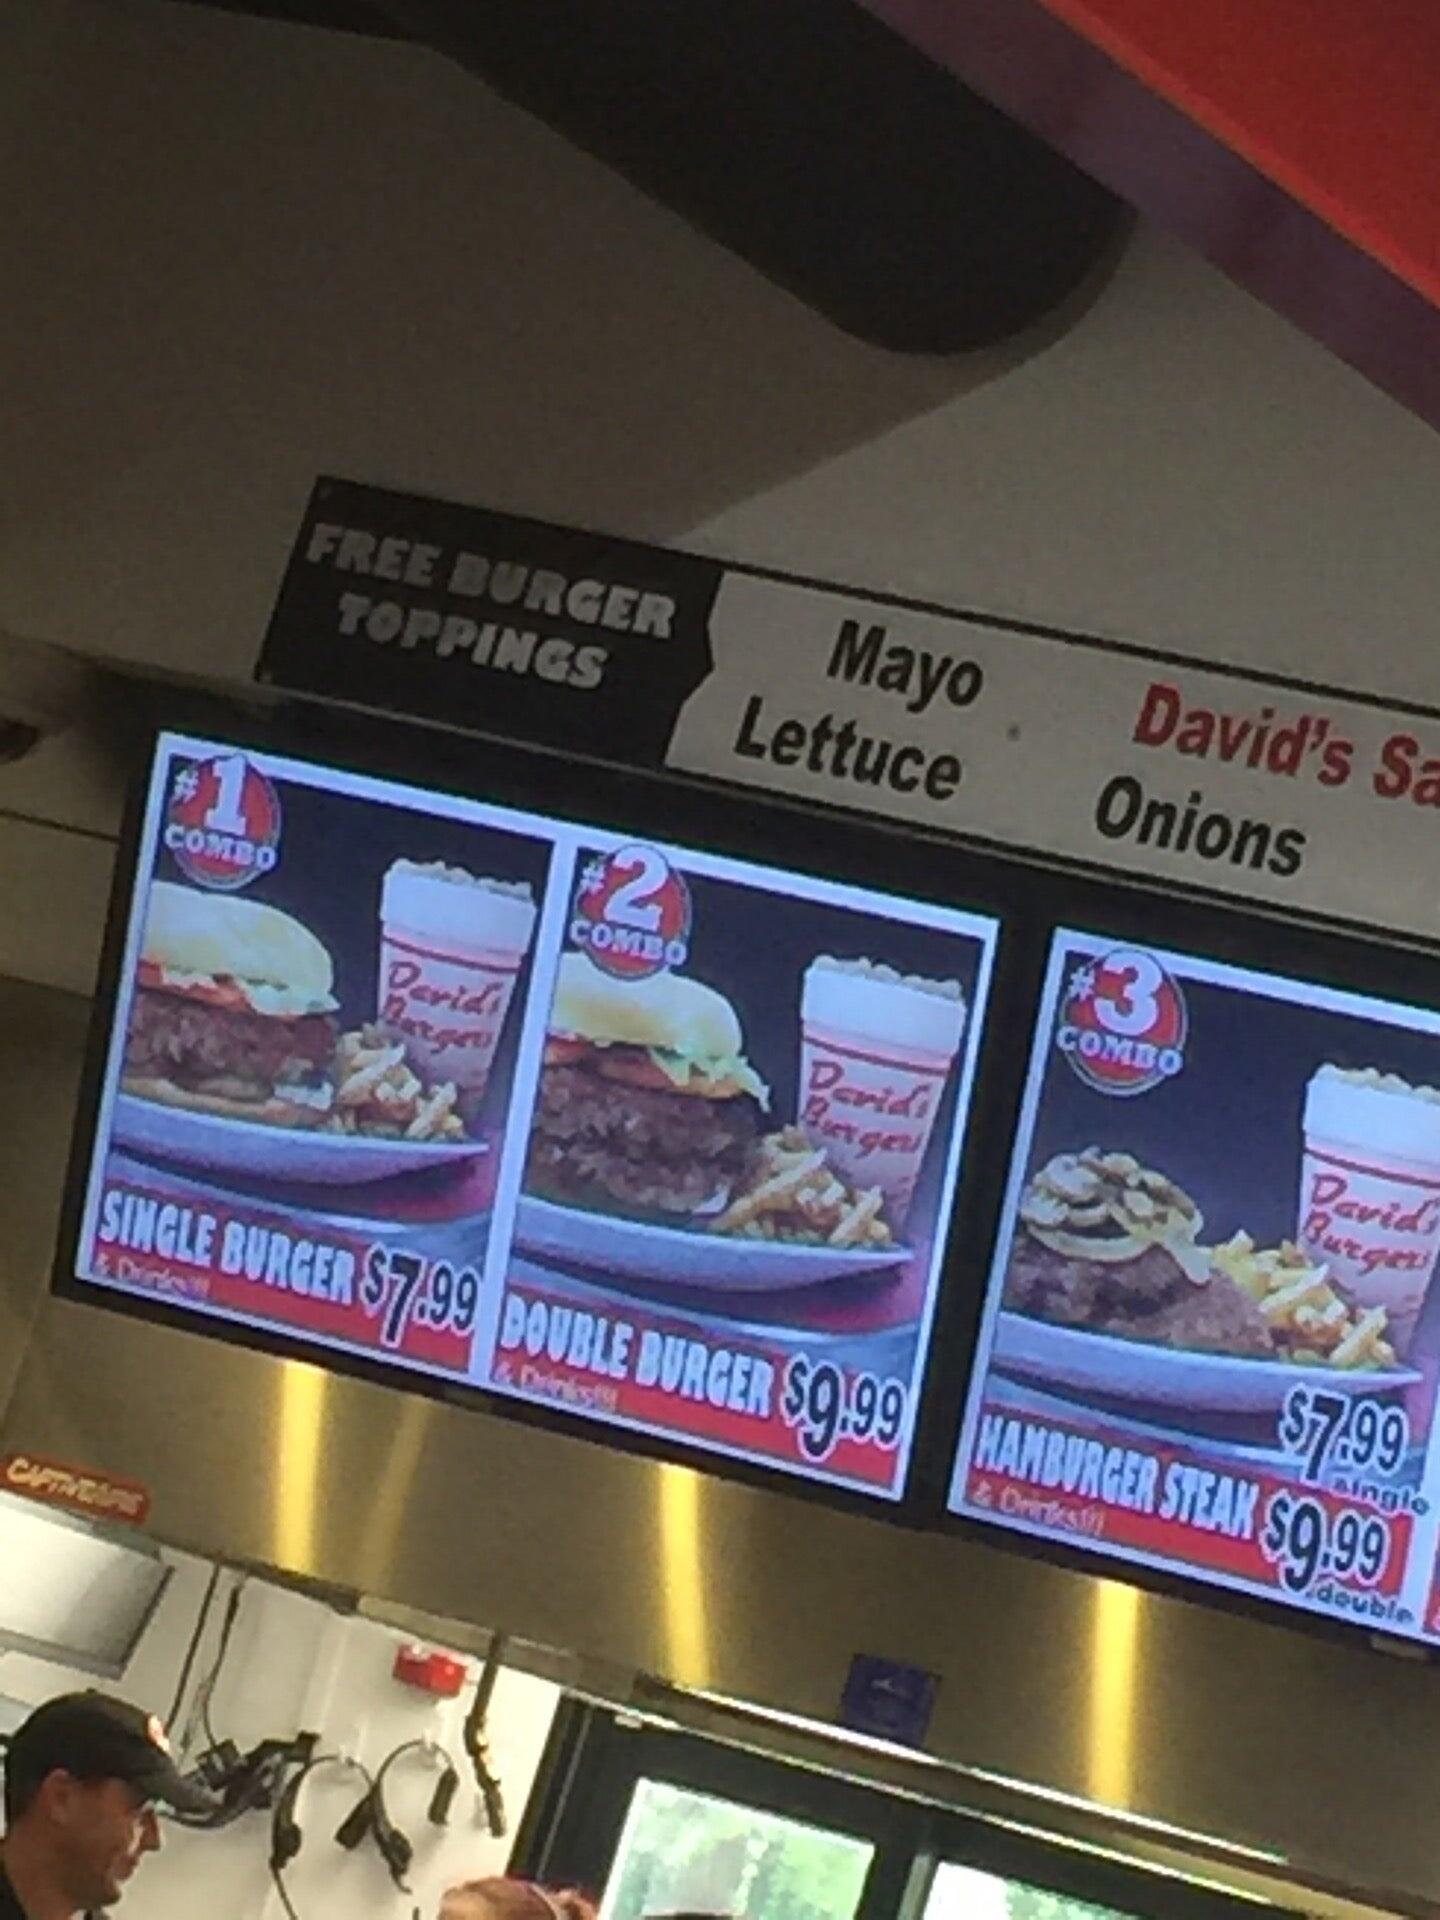 FREE BURGER
TOPPINGS
Mayo
Lettuce
David's Sa
Onions
#1
COMBO
David's
Burgers
SINGLE BURGER $7.99
& Drinks!!!
#2
COMBO
David's
Burgers
DOUBLE BURGER $9.99
& Drinks!!!
#3
COMBO
David's
Burgers
$7.99
single
HAMBURGER STEAK $9.99
& Drinks!!!
double